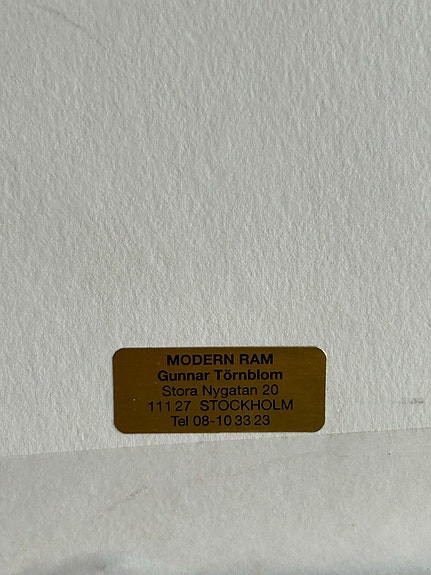 MODERN RAM
Gunnar Törnblom
Stora Nygatan 20
111 27 STOCKHOLM
Tel 08-10 33 23